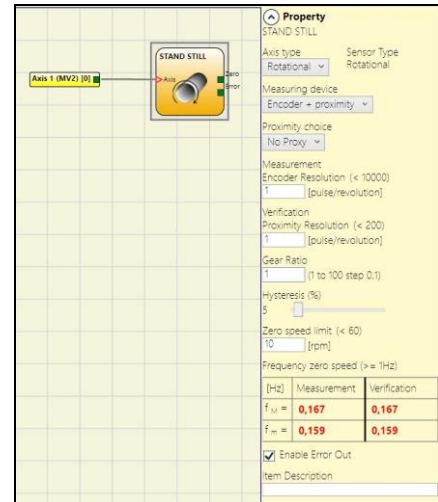 Axis 1 (MV2) [0]
STAND STILL
Axis
Zero
Error
Property
STAND STILL
Axis type Sensor Type
Rotational Rotational
Measuring device
Encoder + proximity
Proximity choice
No Proxy
Measurement
Encoder Resolution (< 10000)
1 [pulse/revolution]
Verification
Proximity Resolution (< 200)
1 [pulse/revolution]
Gear Ratio
1 (1 to 100 step 0.1)
Hysteresis (%)
5
Zero speed limit (< 60)
10 [rpm]
Frequency zero speed (>= 1Hz)
[Hz] Measurement Verification
f M = 0,167 0,167
f m = 0,159 0,159
Enable Error Out
Item Description